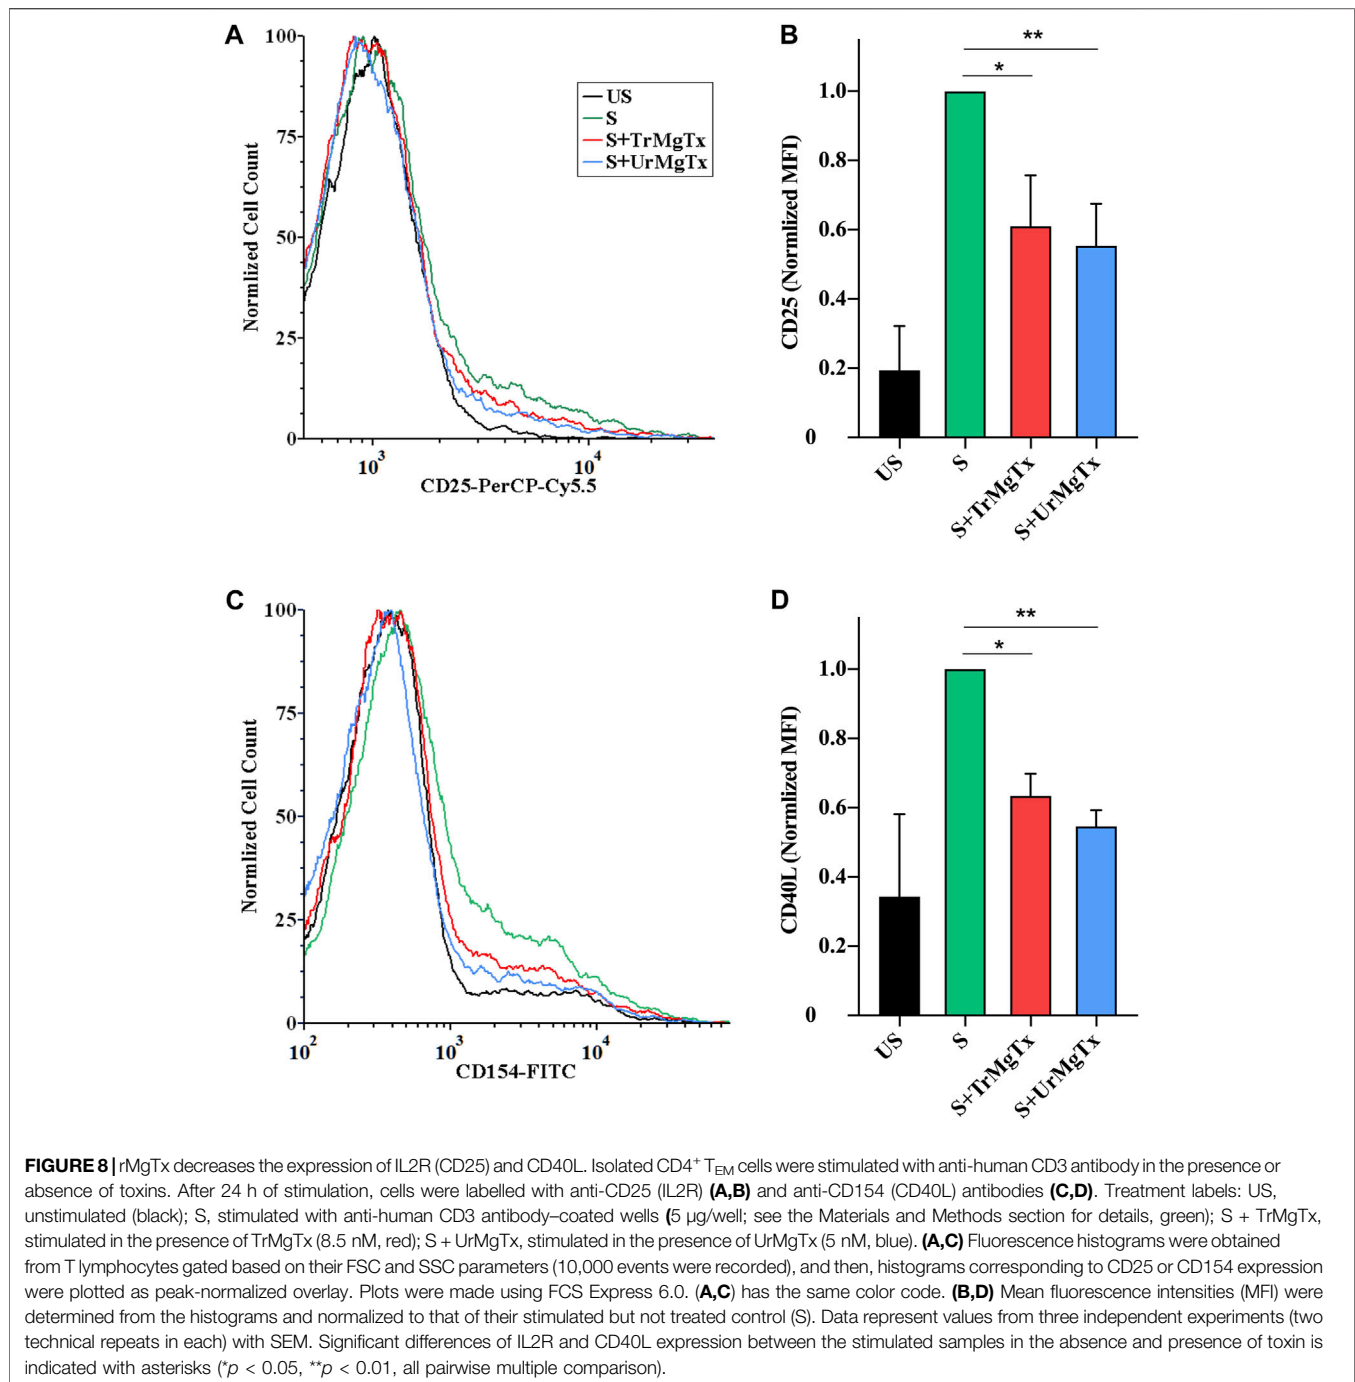 A
100
75
50
25
0
Normlized Cell Count
10³
10⁴
CD25-PerCP-Cy5.5
US
S
S+TrMgTx
S+UrMgTx
B
**
*
1.0
0.8
0.6
0.4
0.2
0
CD25 (Normlized MFI)
US
S
S+TrMgTx
S+UrMgTx
C
100
75
50
25
0
Normlized Cell Count
10²
10³
10⁴
CD154-FITC
D
**
*
1.0
0.8
0.6
0.4
0.2
0
CD40L (Normlized MFI)
US
S
S+TrMgTx
S+UrMgTx
FIGURE 8 | rMgTx decreases the expression of IL2R (CD25) and CD40L. Isolated CD4⁺ T_EM cells were stimulated with anti-human CD3 antibody in the presence or
absence of toxins. After 24 h of stimulation, cells were labelled with anti-CD25 (IL2R) (A,B) and anti-CD154 (CD40L) antibodies (C,D). Treatment labels: US,
unstimulated (black); S, stimulated with anti-human CD3 antibody–coated wells (5 μg/well; see the Materials and Methods section for details, green); S + TrMgTx,
stimulated in the presence of TrMgTx (8.5 nM, red); S + UrMgTx, stimulated in the presence of UrMgTx (5 nM, blue). (A,C) Fluorescence histograms were obtained
from T lymphocytes gated based on their FSC and SSC parameters (10,000 events were recorded), and then, histograms corresponding to CD25 or CD154 expression
were plotted as peak-normalized overlay. Plots were made using FCS Express 6.0. (A,C) has the same color code. (B,D) Mean fluorescence intensities (MFI) were
determined from the histograms and normalized to that of their stimulated but not treated control (S). Data represent values from three independent experiments (two
technical repeats in each) with SEM. Significant differences of IL2R and CD40L expression between the stimulated samples in the absence and presence of toxin is
indicated with asterisks (*p < 0.05, **p < 0.01, all pairwise multiple comparison).